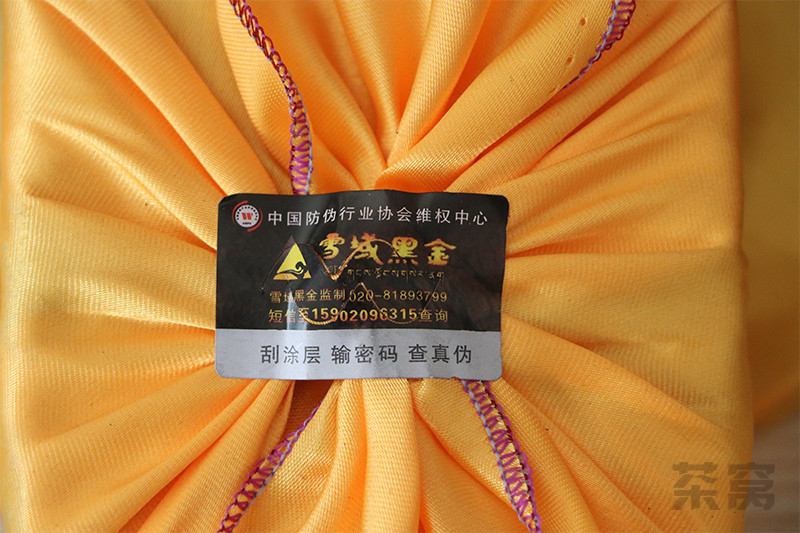 中国防伪行业协会维权中心
雪域黑金
雪域黑金监制 020-81893799
短信至15902096315查询
刮涂层 输密码 查真伪
茶窝